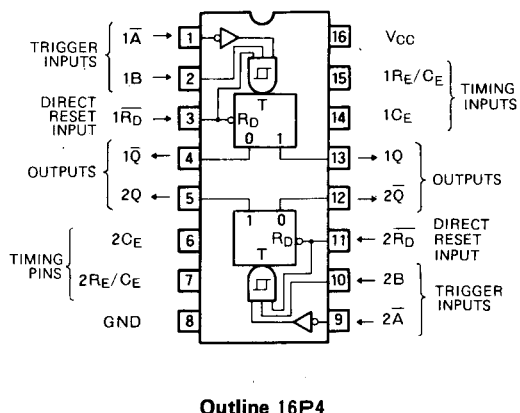 TRIGGER INPUTS
1A̅ → 1
1B → 2
DIRECT RESET INPUT
1R̅D̅ → 3
OUTPUTS
1Q̅ ← 4
2Q ← 5
TIMING PINS
2CE 6
2RE/CE 7
GND 8
16 VCC
15 1RE/CE
14 1CE
TIMING INPUTS
13 → 1Q
12 → 2Q̅
OUTPUTS
11 ← 2R̅D̅
DIRECT RESET INPUT
10 ← 2B
9 ← 2A̅
TRIGGER INPUTS
T
RD
0 1
1 0
RD
T
Outline 16P4